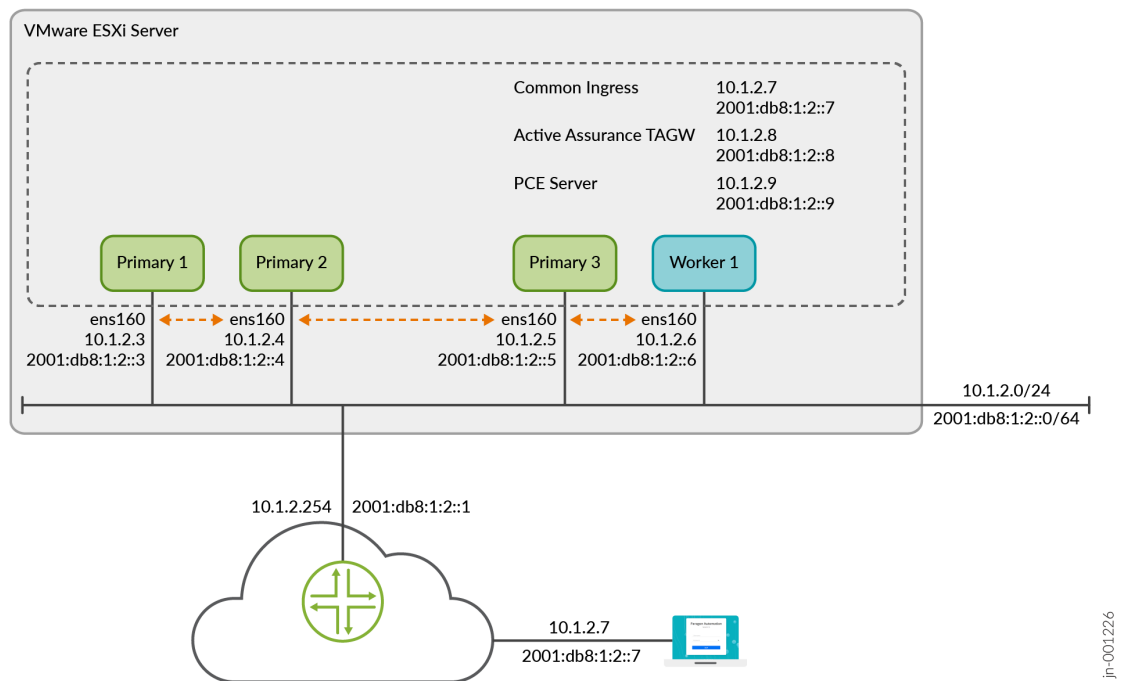 VMware ESXi Server
Common Ingress 10.1.2.7
2001:db8:1:2::7
Active Assurance TAGW 10.1.2.8
2001:db8:1:2::8
PCE Server 10.1.2.9
2001:db8:1:2::9
Primary 1
Primary 2
Primary 3
Worker 1
ens160
10.1.2.3
2001:db8:1:2::3
ens160
10.1.2.4
2001:db8:1:2::4
ens160
10.1.2.5
2001:db8:1:2::5
ens160
10.1.2.6
2001:db8:1:2::6
10.1.2.0/24
2001:db8:1:2::0/64
10.1.2.254
2001:db8:1:2::1
10.1.2.7
2001:db8:1:2::7
Paragon Automation
jn-001226